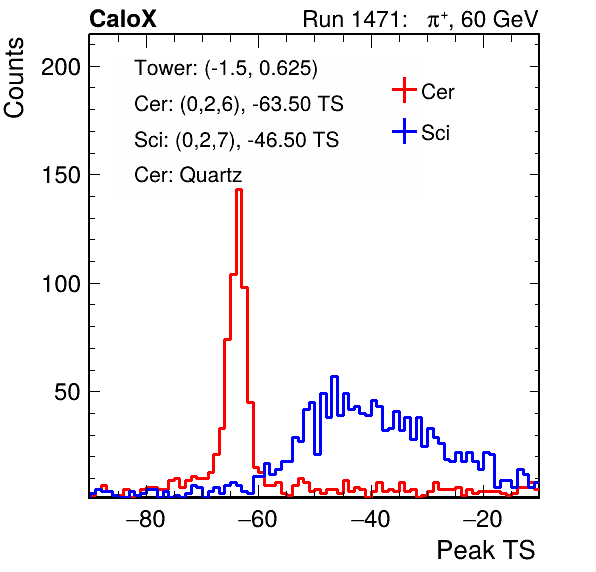 CaloX Run 1471: π⁺, 60 GeV
Counts
200
150
100
50
Tower: (-1.5, 0.625)
Cer: (0,2,6), -63.50 TS
Sci: (0,2,7), -46.50 TS
Cer: Quartz
Cer
Sci
−80 −60 −40 −20
Peak TS